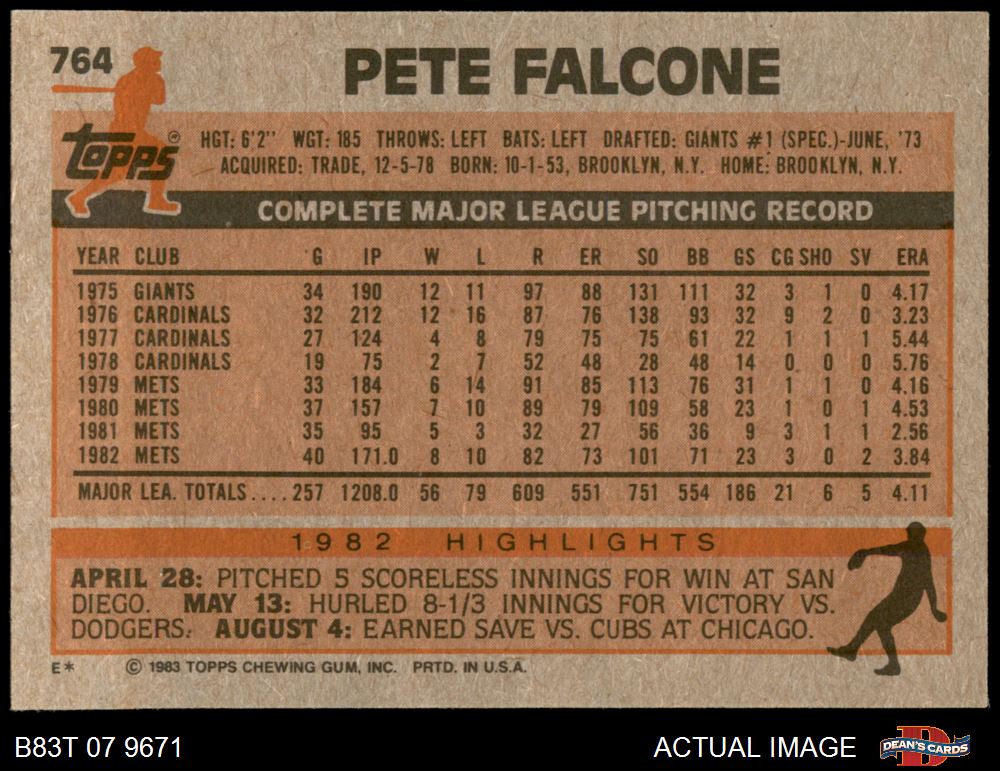 764
PETE FALCONE
Topps®
HGT: 6'2" WGT: 185 THROWS: LEFT BATS: LEFT DRAFTED: GIANTS #1 (SPEC.)-JUNE, '73
ACQUIRED: TRADE, 12-5-78 BORN: 10-1-53, BROOKLYN, N.Y. HOME: BROOKLYN, N.Y.
COMPLETE MAJOR LEAGUE PITCHING RECORD
YEAR CLUB G IP W L R ER SO BB GS CG SHO SV ERA
1975 GIANTS 34 190 12 11 97 88 131 111 32 3 1 0 4.17
1976 CARDINALS 32 212 12 16 87 76 138 93 32 9 2 0 3.23
1977 CARDINALS 27 124 4 8 79 75 75 61 22 1 1 1 5.44
1978 CARDINALS 19 75 2 7 52 48 28 48 14 0 0 0 5.76
1979 METS 33 184 6 14 91 85 113 76 31 1 1 0 4.16
1980 METS 37 157 7 10 89 79 109 58 23 1 0 1 4.53
1981 METS 35 95 5 3 32 27 56 36 9 3 1 1 2.56
1982 METS 40 171.0 8 10 82 73 101 71 23 3 0 2 3.84
MAJOR LEA. TOTALS.... 257 1208.0 56 79 609 551 751 554 186 21 6 5 4.11
1982 HIGHLIGHTS
APRIL 28: PITCHED 5 SCORELESS INNINGS FOR WIN AT SAN
DIEGO. MAY 13: HURLED 8-1/3 INNINGS FOR VICTORY VS.
DODGERS. AUGUST 4: EARNED SAVE VS. CUBS AT CHICAGO.
E* © 1983 TOPPS CHEWING GUM, INC. PRTD. IN U.S.A.
B83T 07 9671 ACTUAL IMAGE D DEAN'S CARDS